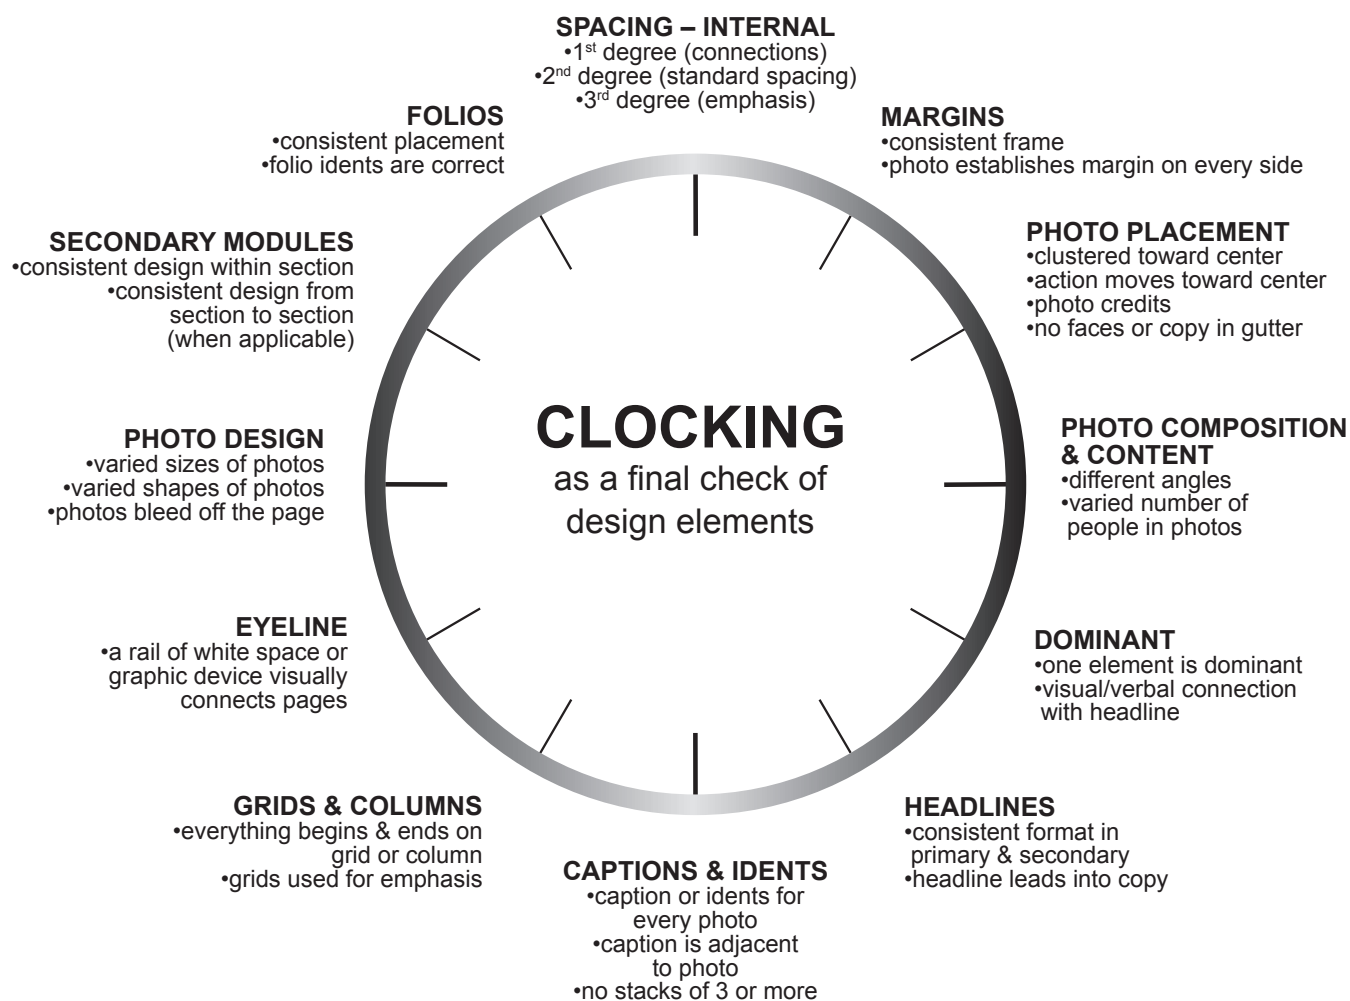 SPACING – INTERNAL
•1st degree (connections)
•2nd degree (standard spacing)
•3rd degree (emphasis)
MARGINS
•consistent frame
•photo establishes margin on every side
PHOTO PLACEMENT
•clustered toward center
•action moves toward center
•photo credits
•no faces or copy in gutter
PHOTO COMPOSITION
& CONTENT
•different angles
•varied number of
people in photos
DOMINANT
•one element is dominant
•visual/verbal connection
with headline
HEADLINES
•consistent format in
primary & secondary
•headline leads into copy
CAPTIONS & IDENTS
•caption or idents for
every photo
•caption is adjacent
to photo
•no stacks of 3 or more
GRIDS & COLUMNS
•everything begins & ends on
grid or column
•grids used for emphasis
EYELINE
•a rail of white space or
graphic device visually
connects pages
PHOTO DESIGN
•varied sizes of photos
•varied shapes of photos
•photos bleed off the page
SECONDARY MODULES
•consistent design within section
•consistent design from
section to section
(when applicable)
FOLIOS
•consistent placement
•folio idents are correct
CLOCKING
as a final check of
design elements